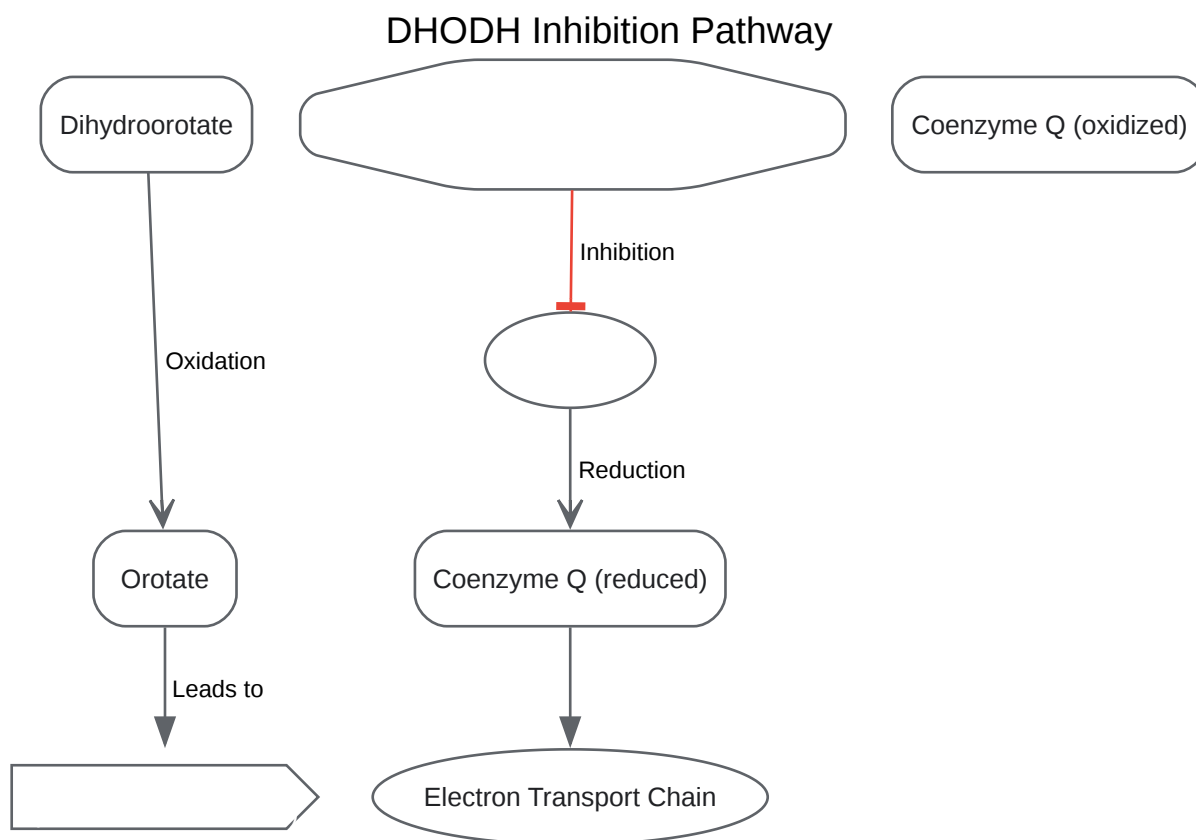 DHODH Inhibition Pathway
Dihydroorotate
Coenzyme Q (oxidized)
Inhibition
Oxidation
Reduction
Orotate
Coenzyme Q (reduced)
Leads to
Electron Transport Chain